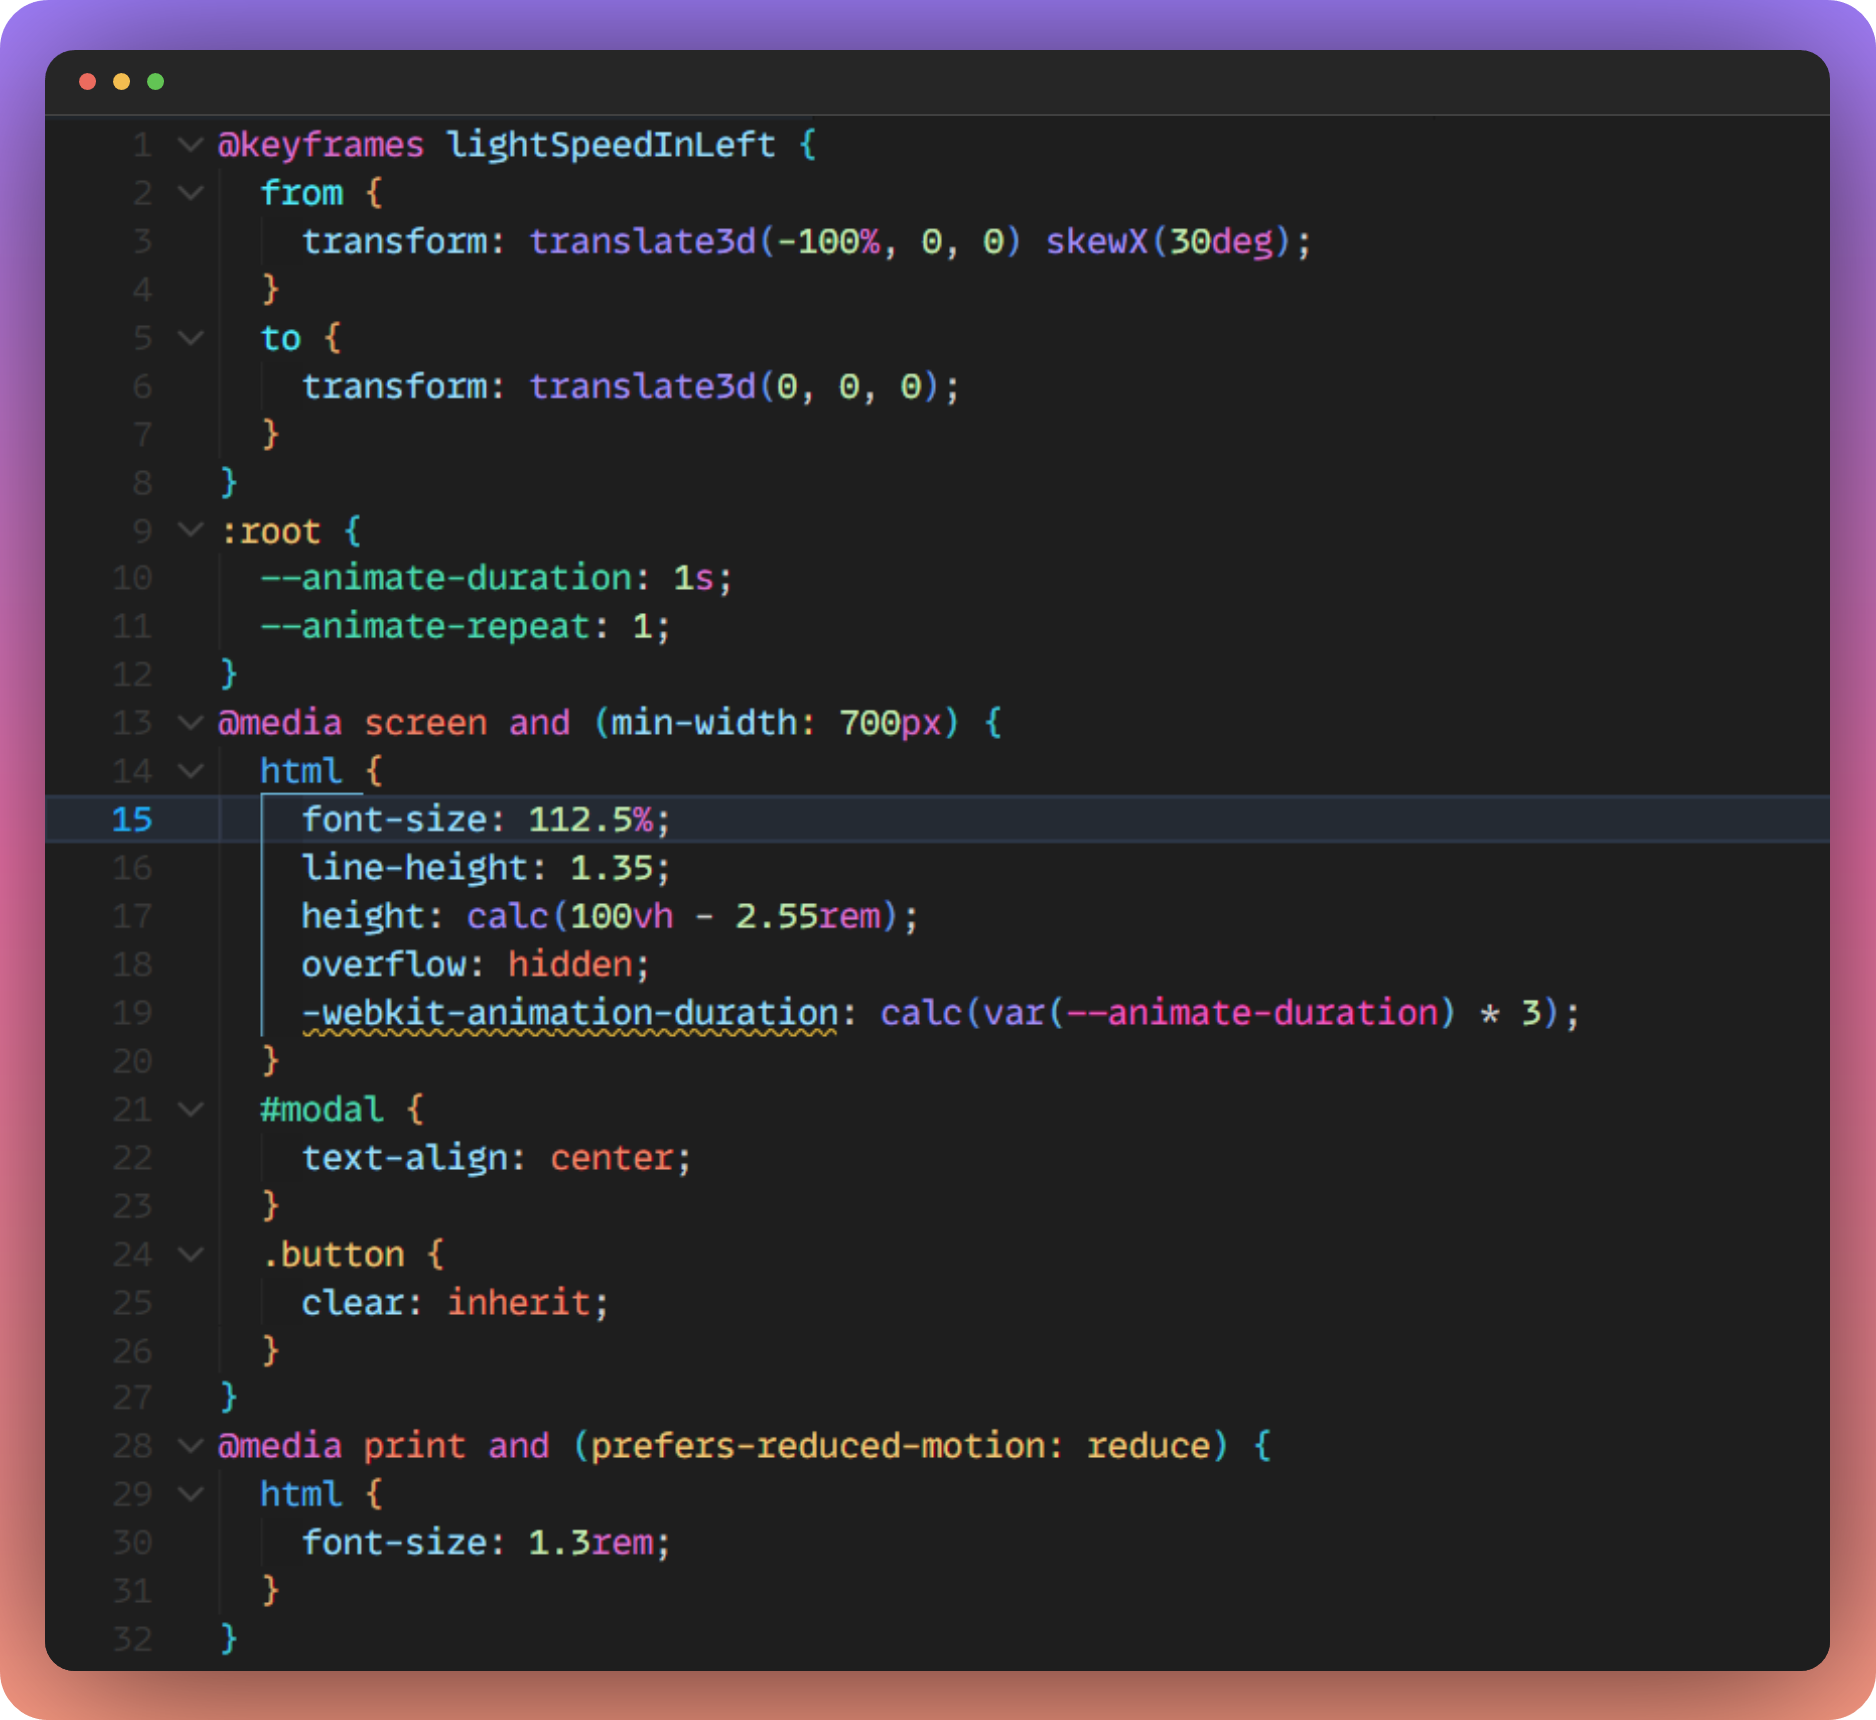 1 @keyframes lightSpeedInLeft {
2   from {
3     transform: translate3d(-100%, 0, 0) skewX(30deg);
4   }
5   to {
6     transform: translate3d(0, 0, 0);
7   }
8 }
9 :root {
10   --animate-duration: 1s;
11   --animate-repeat: 1;
12 }
13 @media screen and (min-width: 700px) {
14   html {
15     font-size: 112.5%;
16     line-height: 1.35;
17     height: calc(100vh - 2.55rem);
18     overflow: hidden;
19     -webkit-animation-duration: calc(var(--animate-duration) * 3);
20   }
21   #modal {
22     text-align: center;
23   }
24   .button {
25     clear: inherit;
26   }
27 }
28 @media print and (prefers-reduced-motion: reduce) {
29   html {
30     font-size: 1.3rem;
31   }
32 }